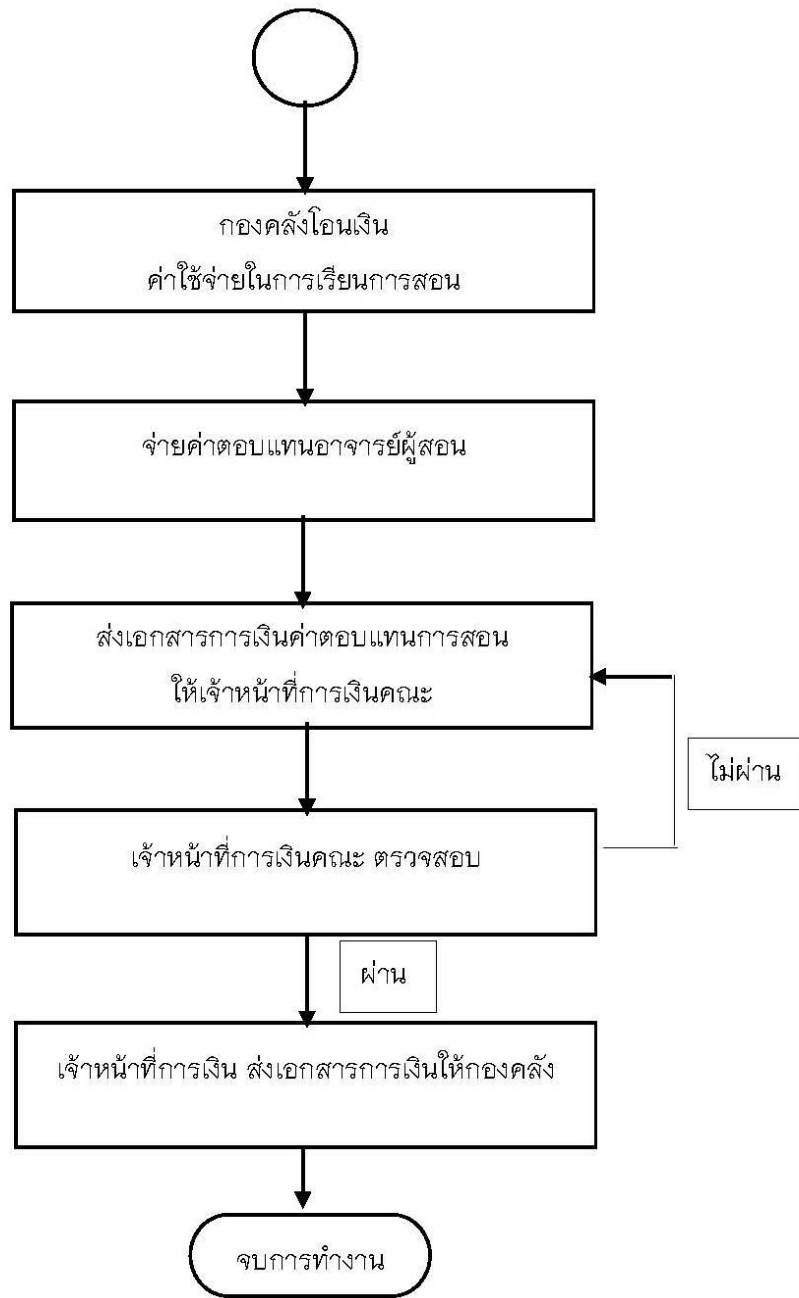 กองคลังโอนเงิน
ค่าใช้จ่ายในการเรียนการสอน
จ่ายค่าตอบแทนอาจารย์ผู้สอน
ส่งเอกสารการเงินค่าตอบแทนการสอน
ให้เจ้าหน้าที่การเงินคณะ
ไม่ผ่าน
เจ้าหน้าที่การเงินคณะ ตรวจสอบ
ผ่าน
เจ้าหน้าที่การเงิน ส่งเอกสารการเงินให้กองคลัง
จบการทำงาน